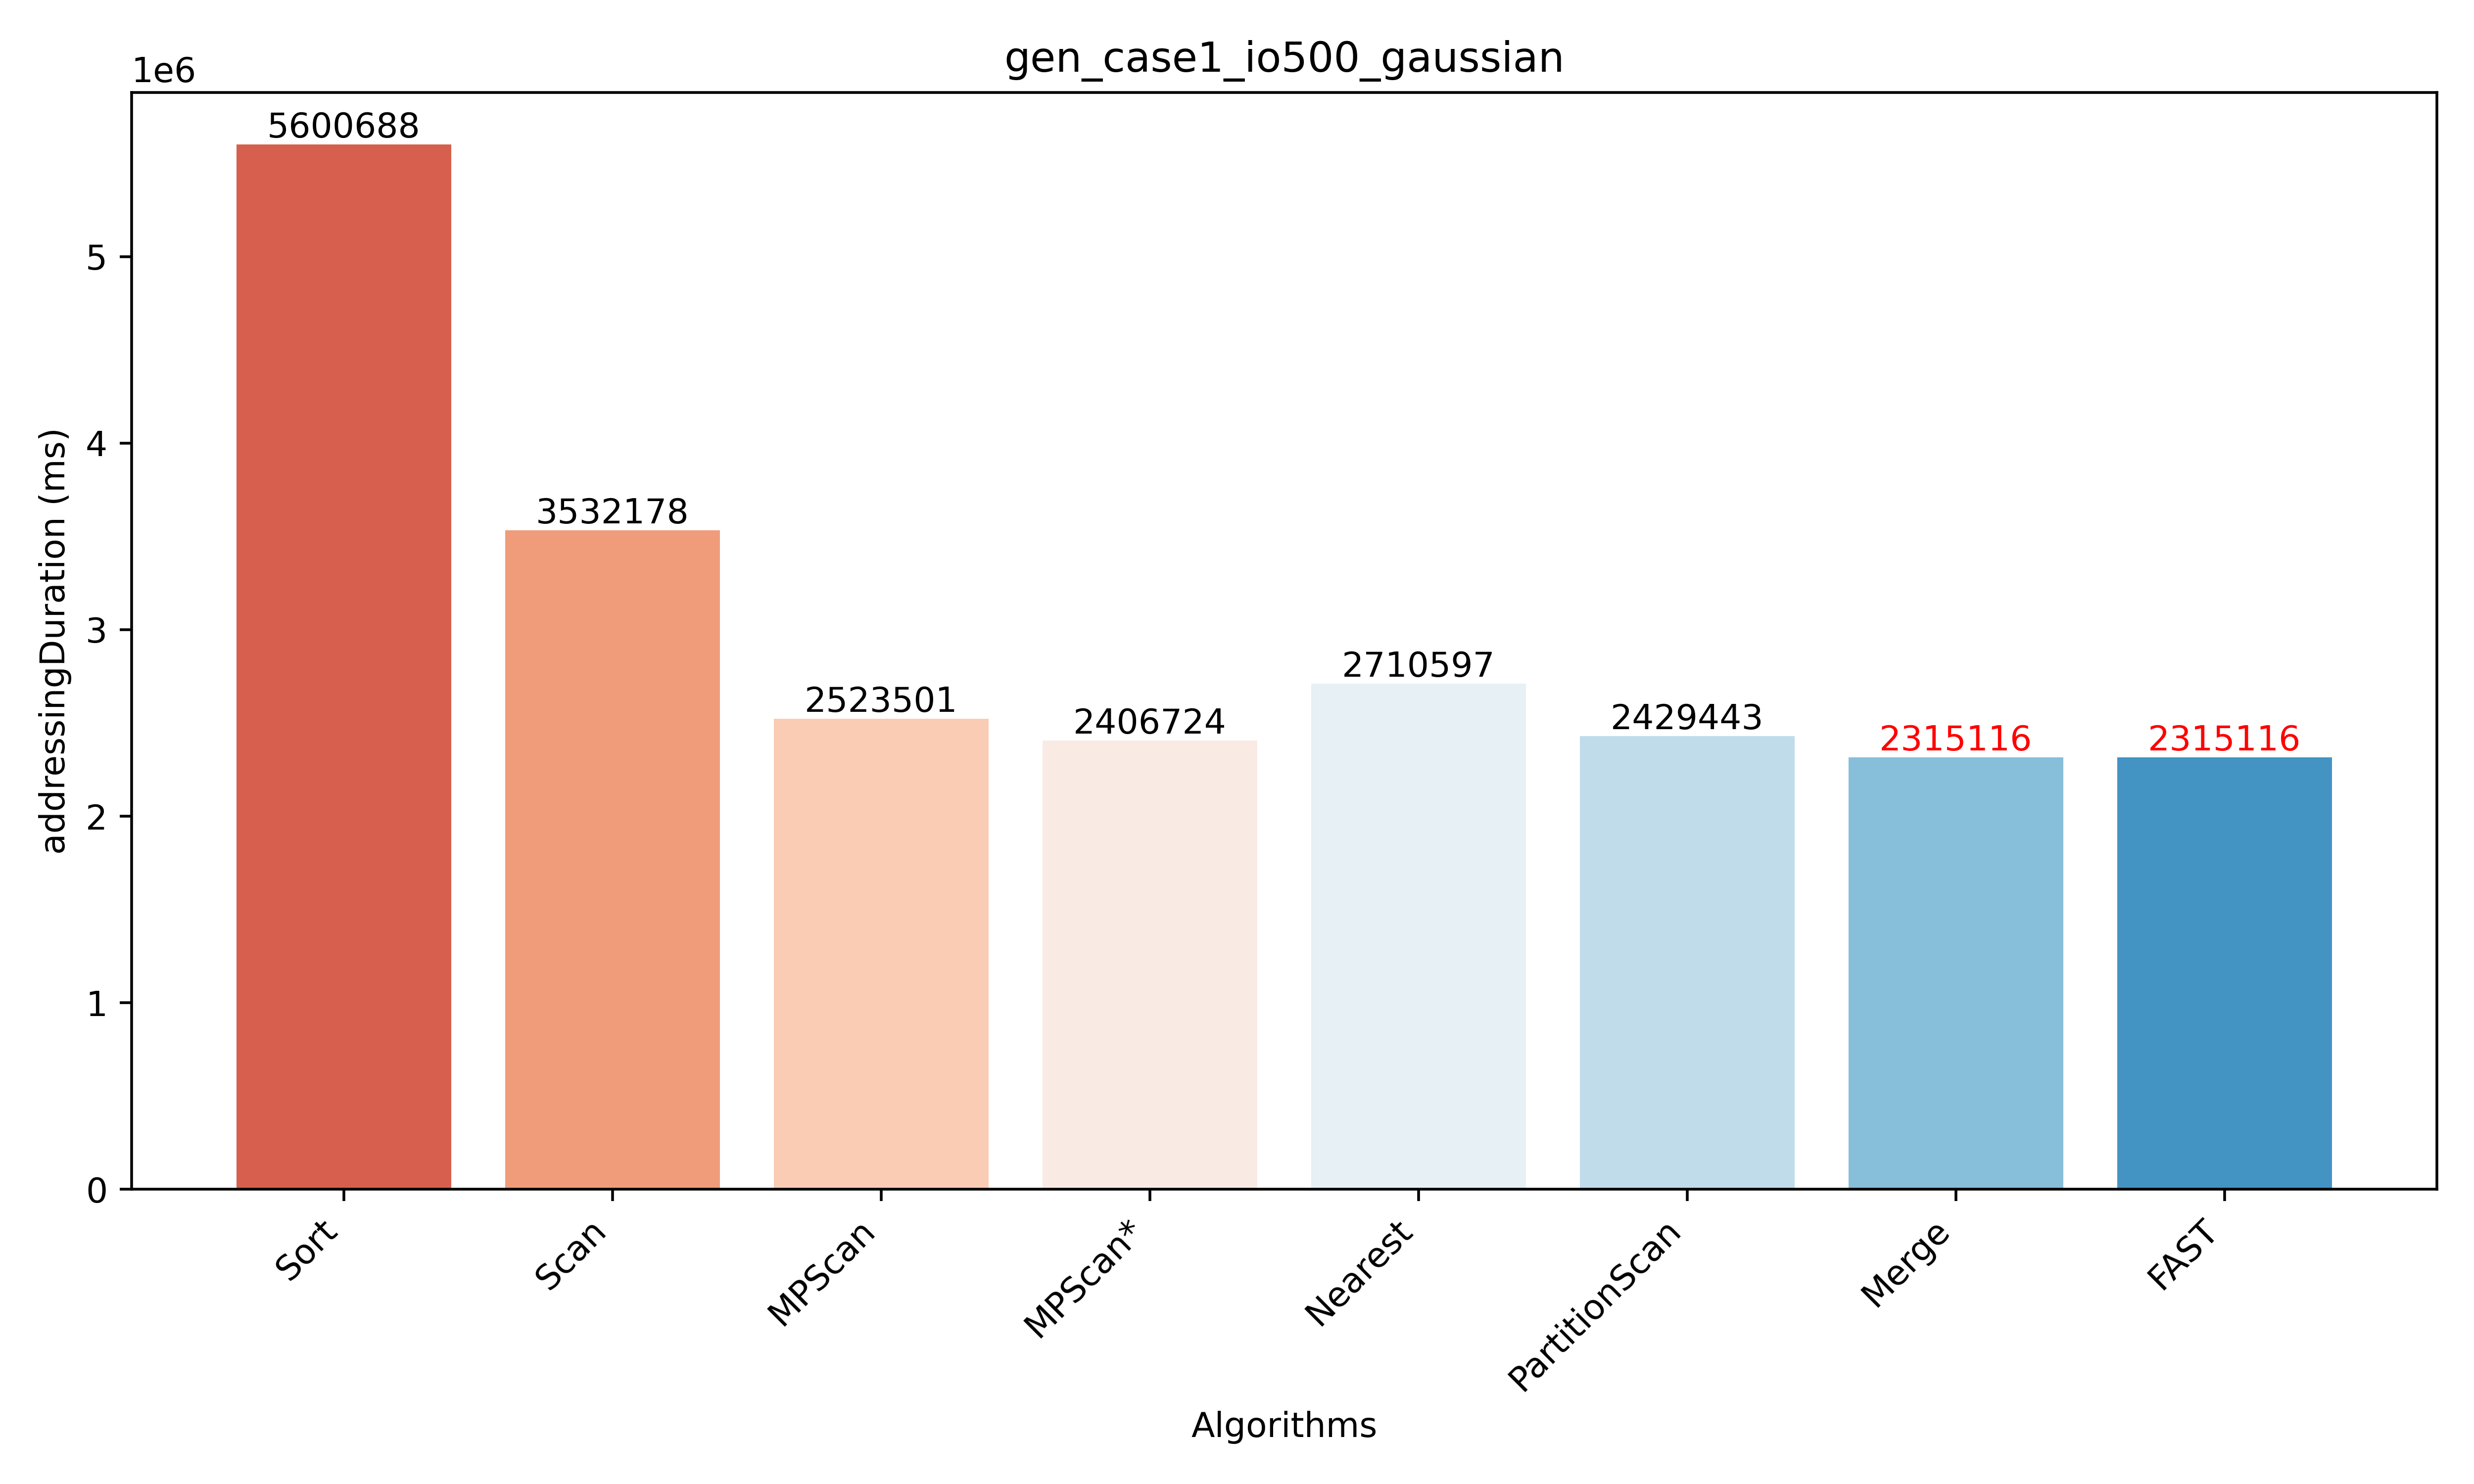 gen_case1_io500_gaussian
1e6
5600688
3532178
2523501
2406724
2710597
2429443
2315116
2315116
addressingDuration (ms)
5
4
3
2
1
0
Sort
Scan
MPScan
MPScan*
Nearest
PartitionScan
Merge
FAST
Algorithms